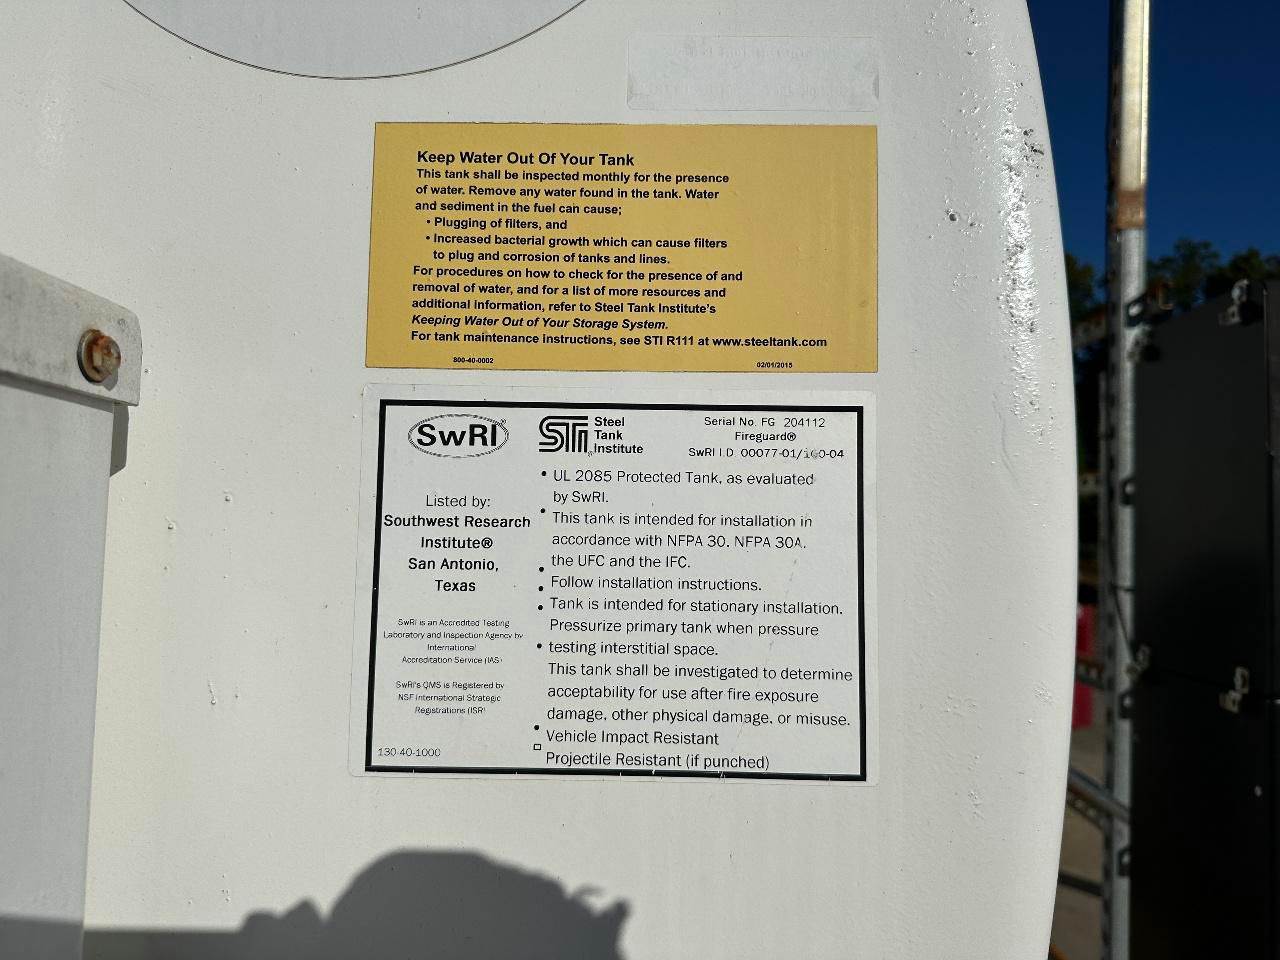 Keep Water Out Of Your Tank
This tank shall be inspected monthly for the presence
of water. Remove any water found in the tank. Water
and sediment in the fuel can cause;
• Plugging of filters, and
• Increased bacterial growth which can cause filters
to plug and corrosion of tanks and lines.
For procedures on how to check for the presence of and
removal of water, and for a list of more resources and
additional information, refer to Steel Tank Institute's
Keeping Water Out of Your Storage System.
For tank maintenance instructions, see STI R111 at www.steeltank.com
800-40-0002
02/01/2015
SwRI®
Listed by:
Southwest Research
Institute®
San Antonio,
Texas
SwRI is an Accredited Testing
Laboratory and Inspection Agency by
International
Accreditation Service (IAS)
SwRI's QMS is Registered by
NSF International Strategic
Registrations (ISR)
130-40-1000
STI® Steel
Tank
Institute
Serial No. FG 204112
Fireguard®
SwRI I.D. 00077-01/
• UL 2085 Protected Tank, as evaluated
by SwRI.
• This tank is intended for installation in
accordance with NFPA 30. NFPA 30A.
the UFC and the IFC.
• Follow installation instructions.
• Tank is intended for stationary installation.
Pressurize primary tank when pressure
• testing interstitial space.
This tank shall be investigated to determine
acceptability for use after fire exposure
damage, other physical damage, or misuse.
• Vehicle Impact Resistant
□ Projectile Resistant (if punched)